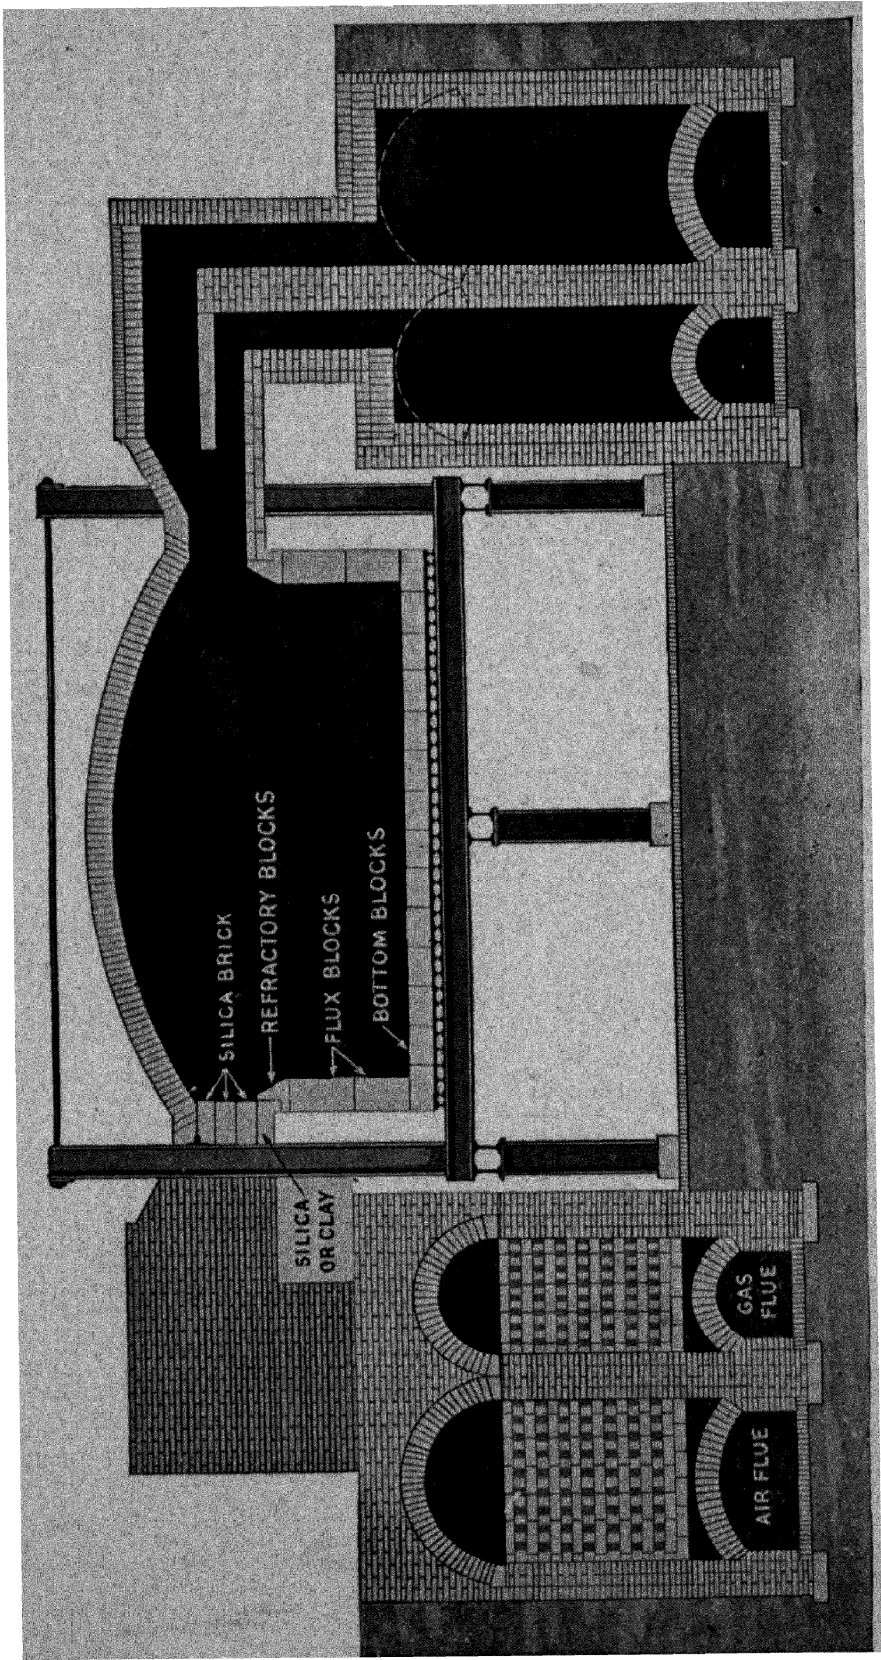 SILICA BRICK
REFRACTORY BLOCKS
FLUX BLOCKS
BOTTOM BLOCKS
SILICA
OR CLAY
GAS
FLUE
AIR FLUE